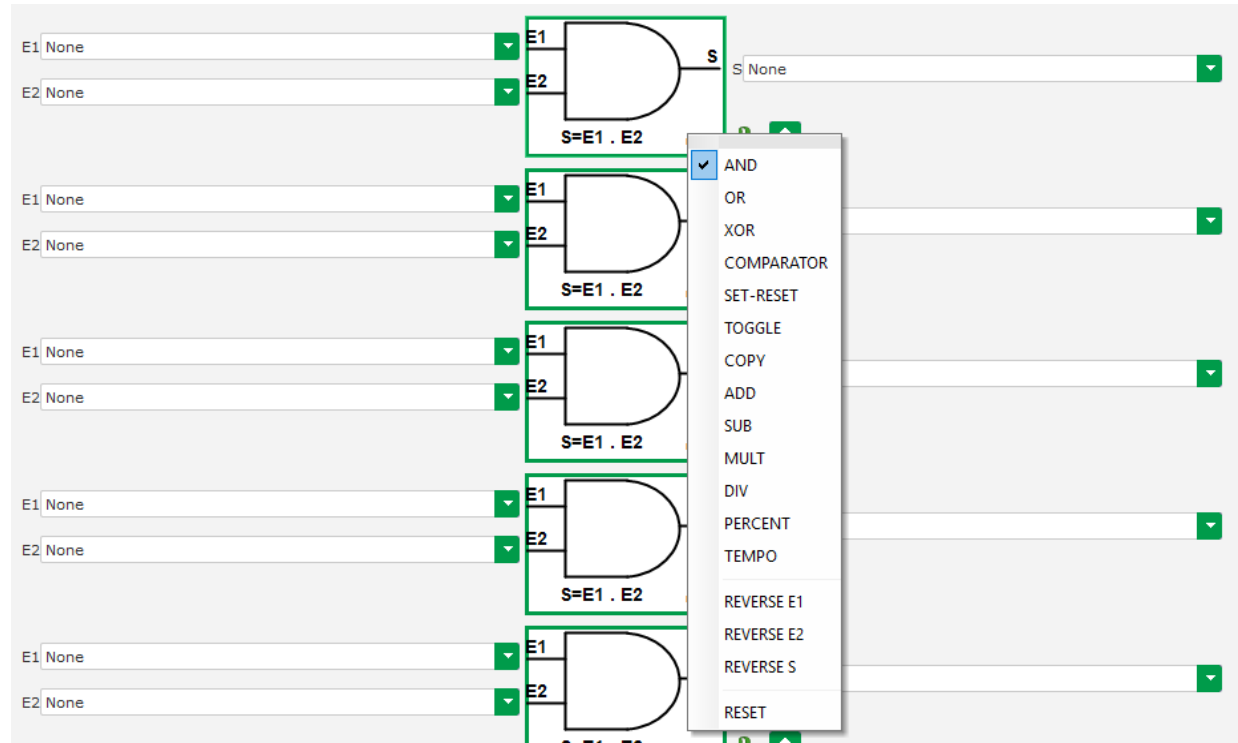 E1 None
E2 None
E1
E2
S
S=E1 . E2
S None
E1 None
E2 None
E1
E2
S=E1 . E2
E1 None
E2 None
E1
E2
S=E1 . E2
E1 None
E2 None
E1
E2
S=E1 . E2
E1 None
E2 None
E1
E2
AND
OR
XOR
COMPARATOR
SET-RESET
TOGGLE
COPY
ADD
SUB
MULT
DIV
PERCENT
TEMPO
REVERSE E1
REVERSE E2
REVERSE S
RESET